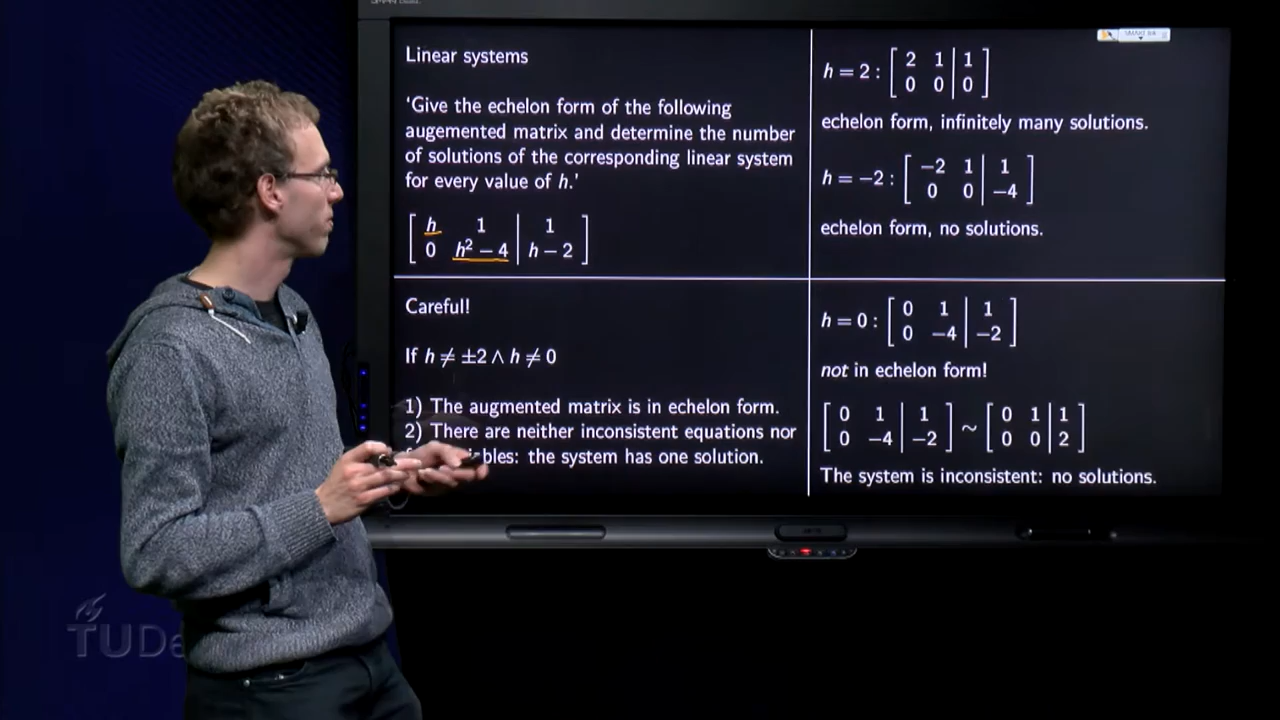 Linear systems
'Give the echelon form of the following
augemented matrix and determine the number
of solutions of the corresponding linear system
for every value of h.'
[ h 1 | 1 ]
[ 0 h² − 4 | h − 2 ]
Careful!
If h ≠ ±2 ∧ h ≠ 0
1) The augmented matrix is in echelon form.
2) There are neither inconsistent equations nor
the system has one solution.
h = 2 : [ 2 1 | 1 ]
[ 0 0 | 0 ]
echelon form, infinitely many solutions.
h = −2 : [ −2 1 | 1 ]
[ 0 0 | −4 ]
echelon form, no solutions.
h = 0 : [ 0 1 | 1 ]
[ 0 −4 | −2 ]
not in echelon form!
[ 0 1 | 1 ] ~ [ 0 1 | 1 ]
[ 0 −4 | −2 ] [ 0 0 | 2 ]
The system is inconsistent: no solutions.
TUDe